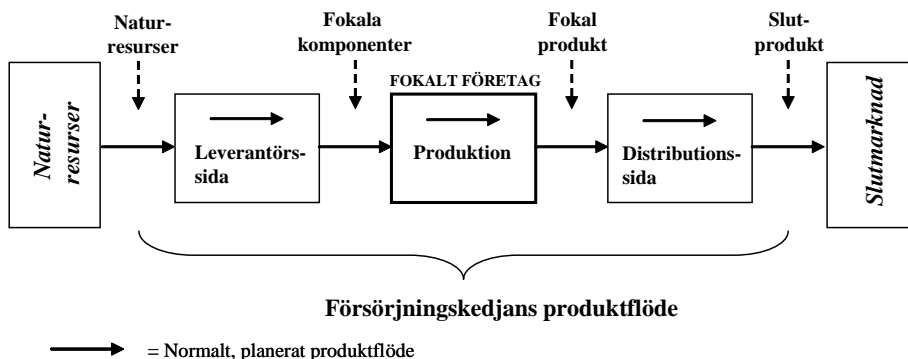 Natur-
resurser
Fokala
komponenter
Fokal
produkt
Slut-
produkt
FOKALT FÖRETAG
Natur-
resurser
Leverantörs-
sida
Produktion
Distributions-
sida
Slutmarknad
Försörjningskedjans produktflöde
= Normalt, planerat produktflöde